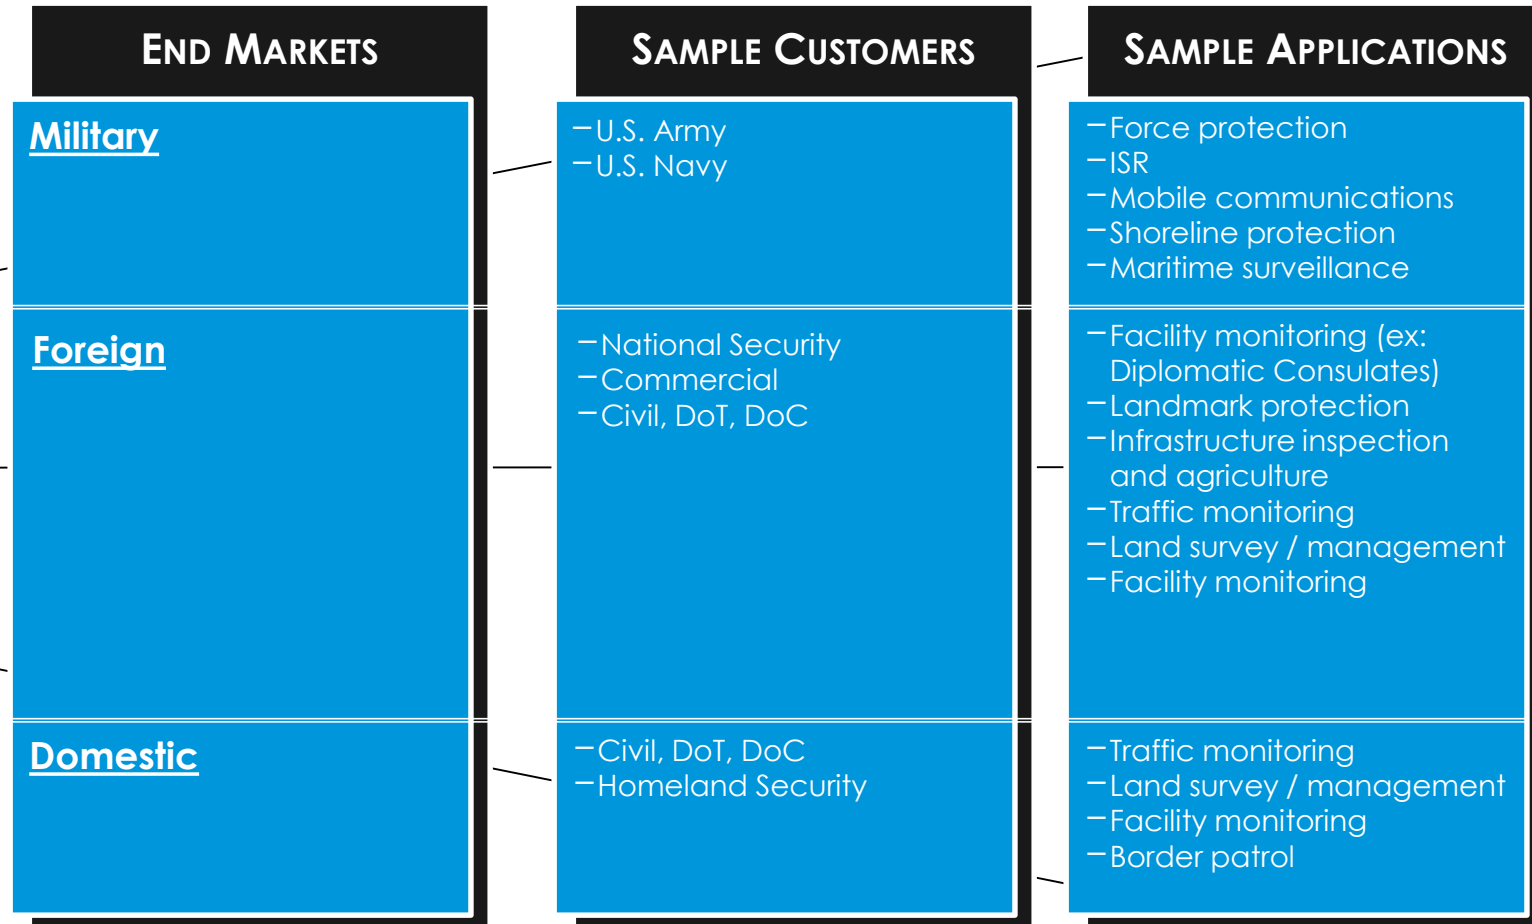 END MARKETS
SAMPLE CUSTOMERS
SAMPLE APPLICATIONS
Military
–U.S. Army
–U.S. Navy
–Force protection
–ISR
–Mobile communications
–Shoreline protection
–Maritime surveillance
Foreign
–National Security
–Commercial
–Civil, DoT, DoC
–Facility monitoring (ex:
Diplomatic Consulates)
–Landmark protection
–Infrastructure inspection
and agriculture
–Traffic monitoring
–Land survey / management
–Facility monitoring
Domestic
–Civil, DoT, DoC
–Homeland Security
–Traffic monitoring
–Land survey / management
–Facility monitoring
–Border patrol